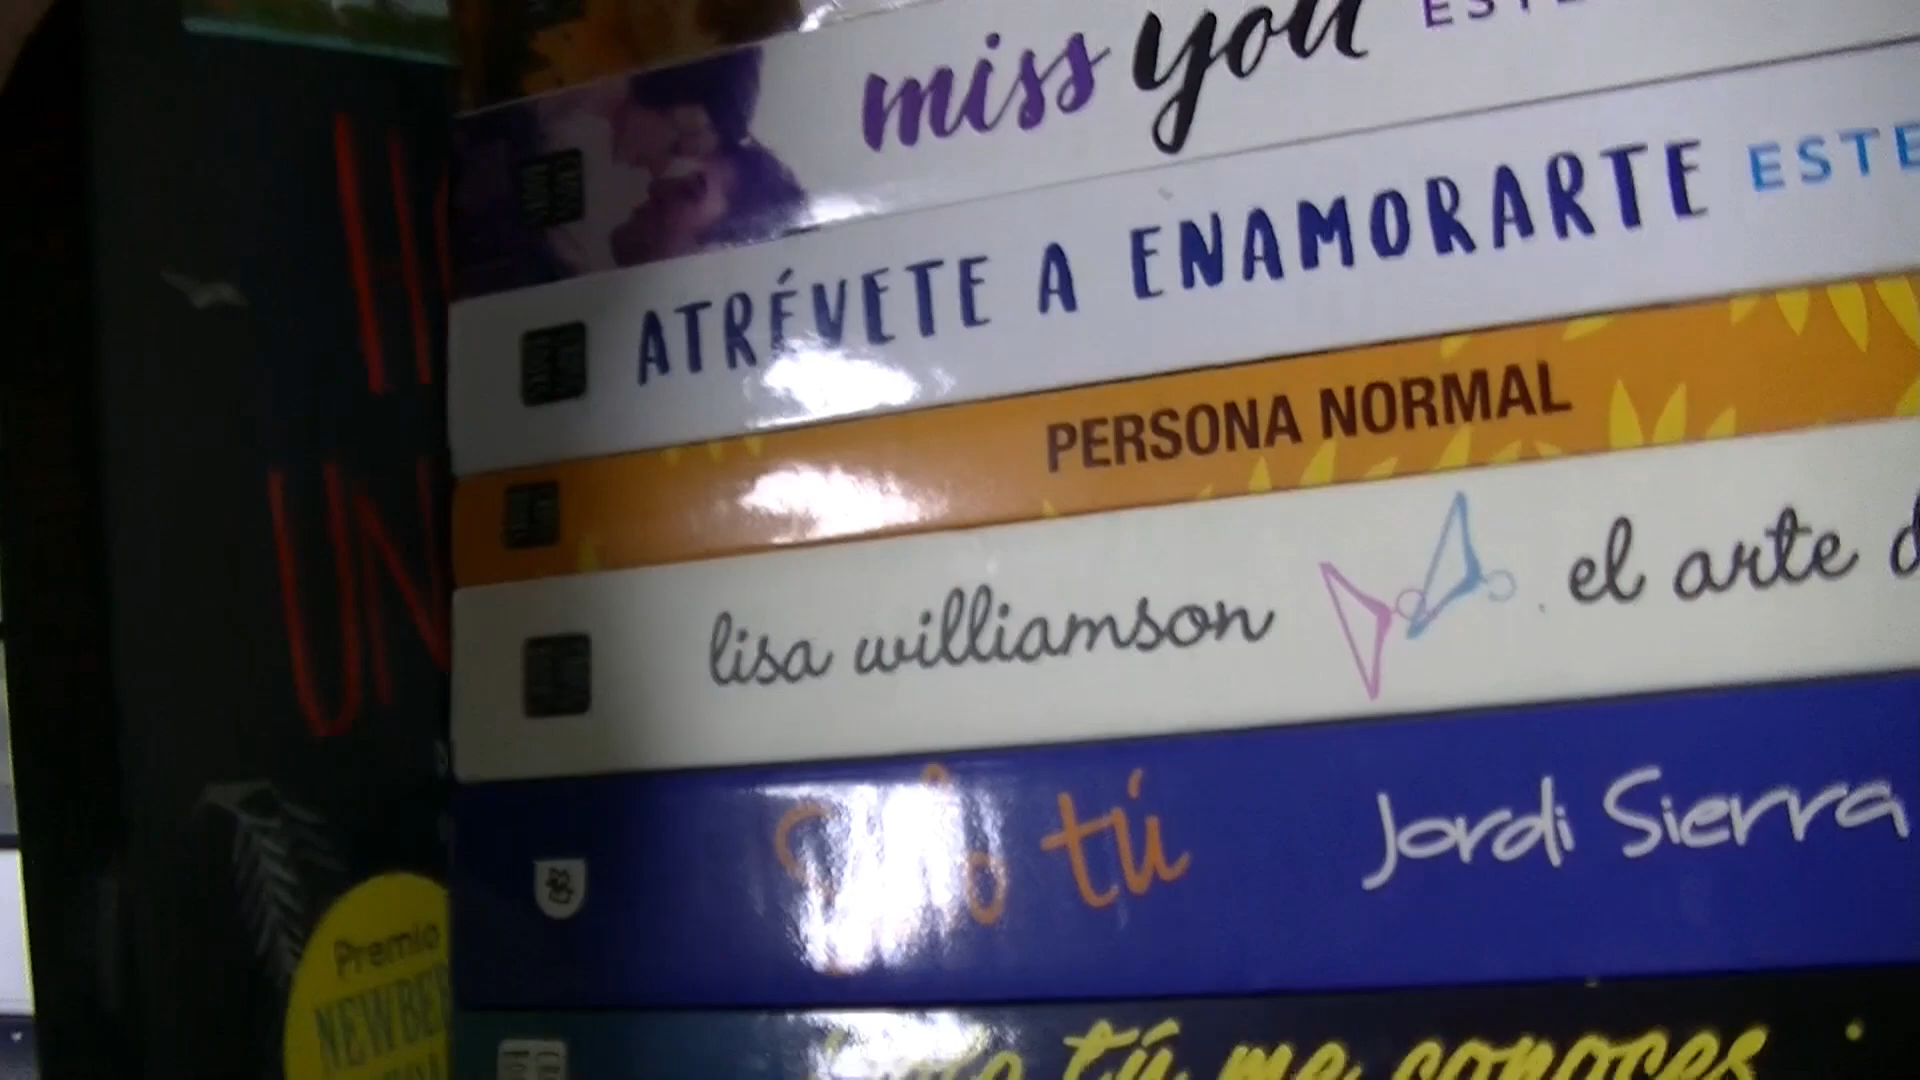 miss you
ATRÉVETE A ENAMORARTE ESTE
PERSONA NORMAL
lisa williamson el arte d
tú Jordi Sierra
tú me conoces
UN
Premio
NEWBE